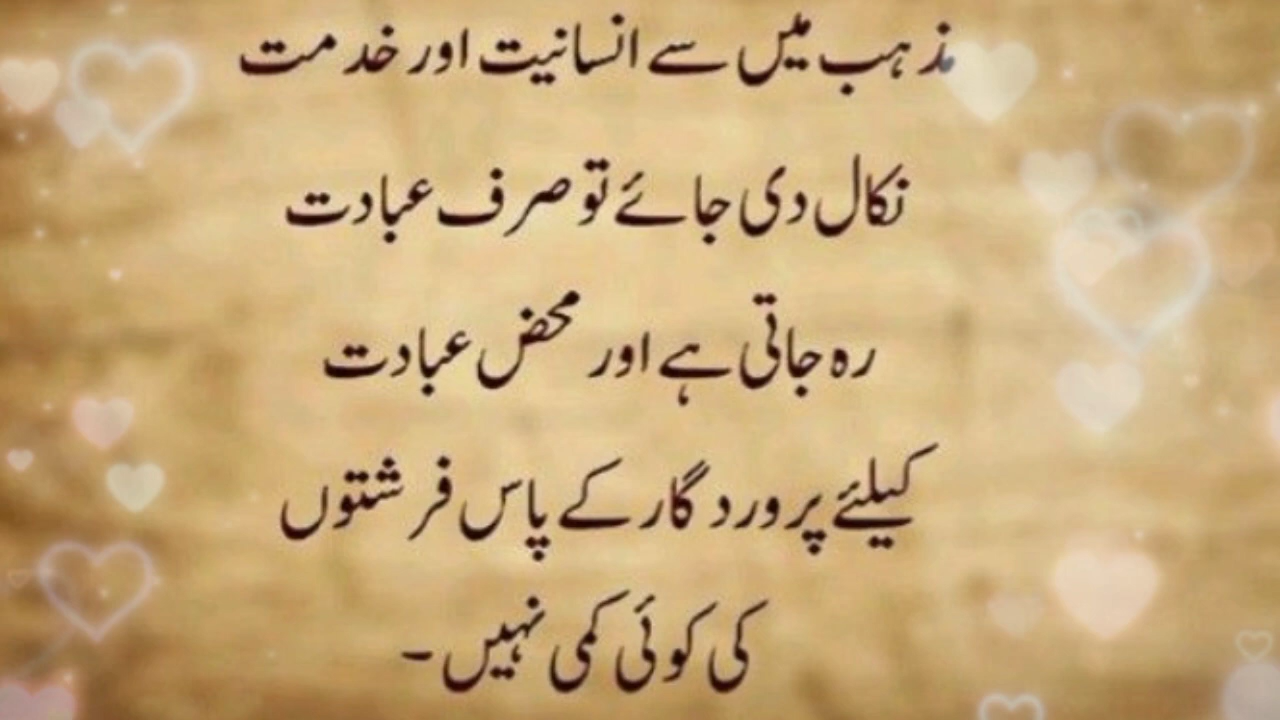 مذہب میں سے انسانیت اور خدمت
نکال دی جائے تو صرف عبادت
رہ جاتی ہے اور محض عبادت
کیلئے پروردگار کے پاس فرشتوں
کی کوئی کمی نہیں۔